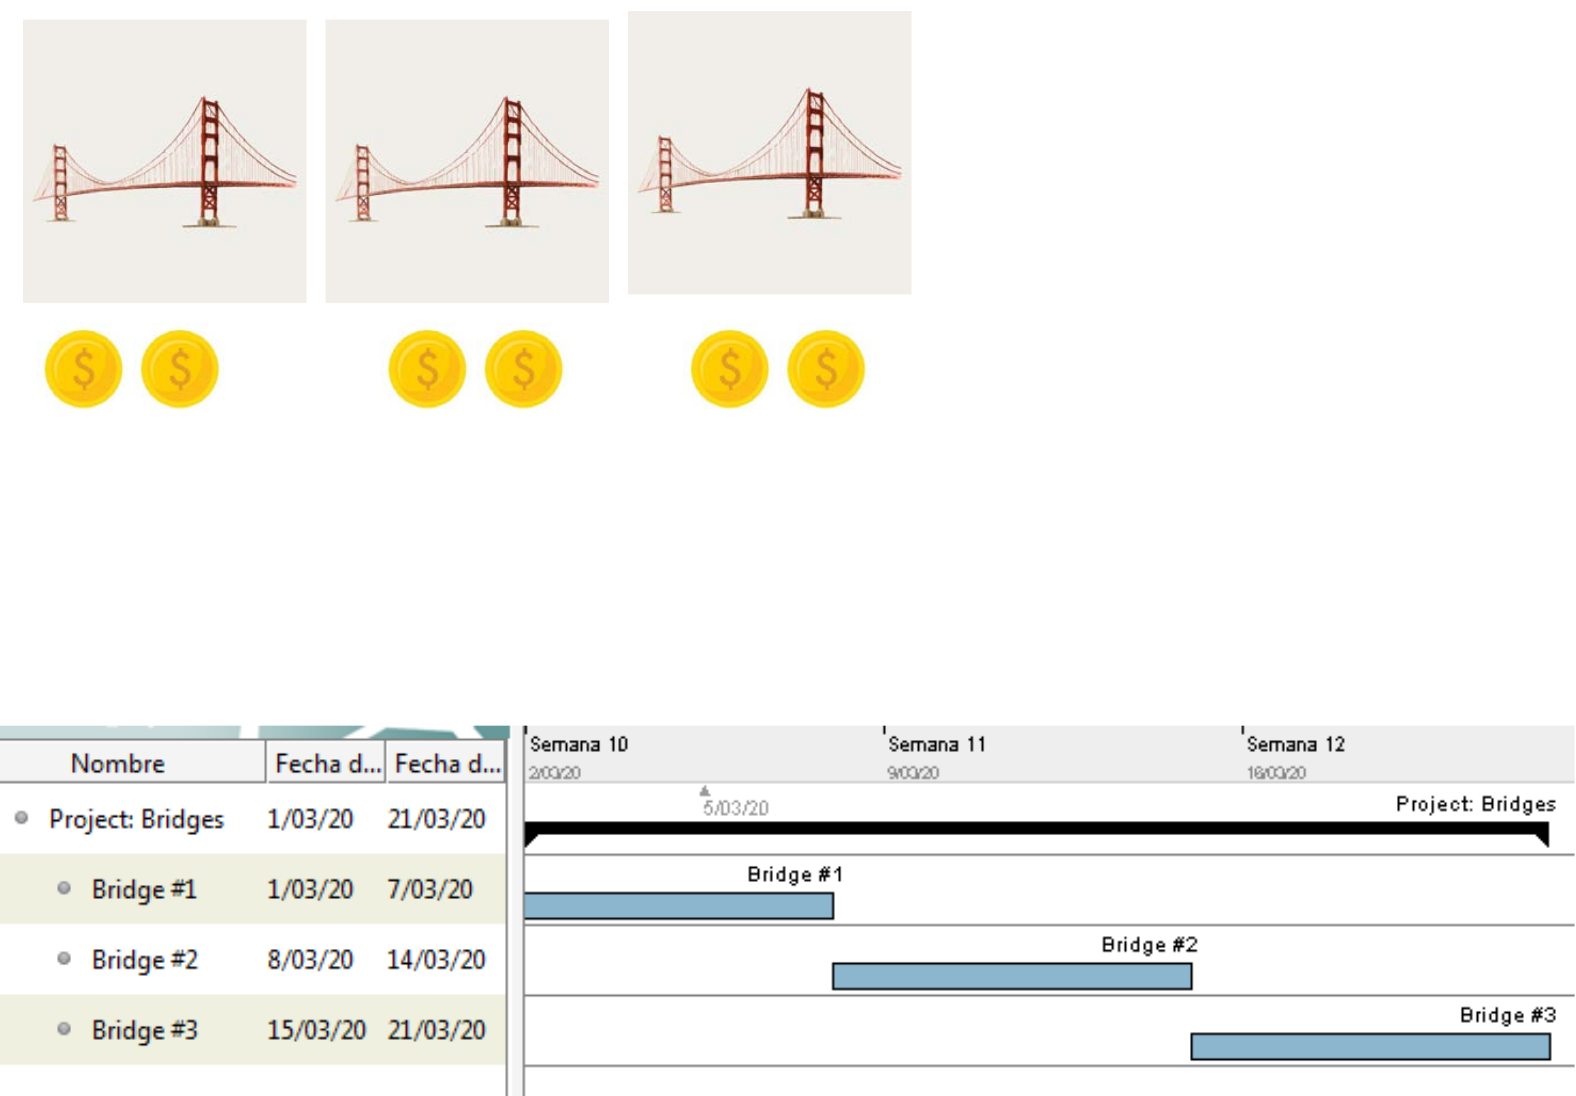 $ $ $ $ $ $
Nombre Fecha d... Fecha d...
Semana 10 Semana 11 Semana 12
2/03/20 9/03/20 16/03/20
Project: Bridges 1/03/20 21/03/20
5/03/20
Project: Bridges
Bridge #1 1/03/20 7/03/20
Bridge #1
Bridge #2 8/03/20 14/03/20
Bridge #2
Bridge #3 15/03/20 21/03/20
Bridge #3